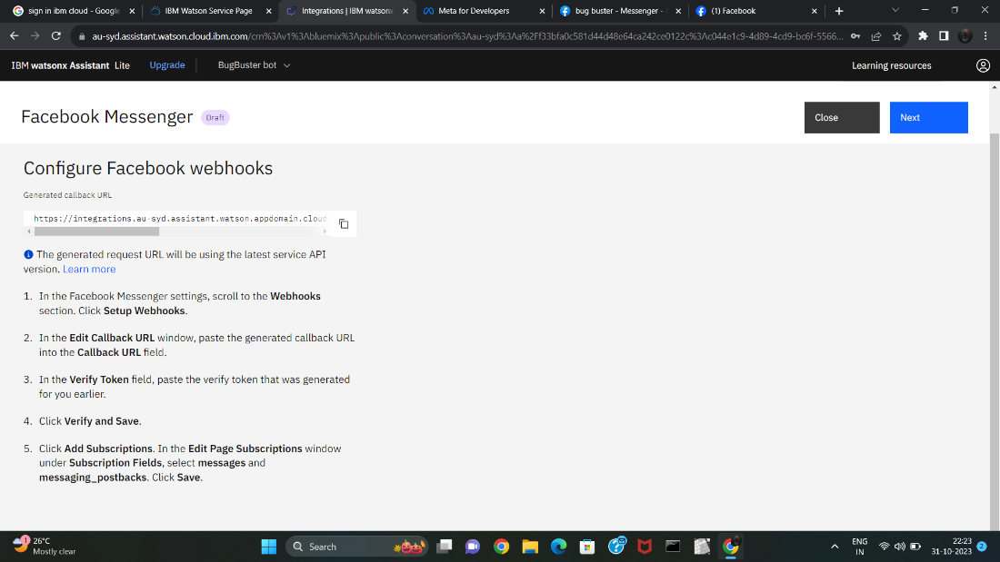 sign in ibm cloud - Google
IBM Watson Service Page
Integrations | IBM watsonx
Meta for Developers
bug buster - Messenger -
(1) Facebook
au-syd.assistant.watson.cloud.ibm.com/crn%3Av1%3Abluemix%3Apublic%3Aconversation%3Aau-syd%3Aa%2Ff33bfa0c581d44d48e64ca242ce0122c%3Ac044e1c9-4d89-4cd9-bc6f-5566...
IBM watsonx Assistant Lite
Upgrade
BugBuster bot
Learning resources
Facebook Messenger
Draft
Close
Next
Configure Facebook webhooks
Generated callback URL
https://integrations.au-syd.assistant.watson.appdomain.cloud
The generated request URL will be using the latest service API
version. Learn more
1. In the Facebook Messenger settings, scroll to the Webhooks
section. Click Setup Webhooks.
2. In the Edit Callback URL window, paste the generated callback URL
into the Callback URL field.
3. In the Verify Token field, paste the verify token that was generated
for you earlier.
4. Click Verify and Save.
5. Click Add Subscriptions. In the Edit Page Subscriptions window
under Subscription Fields, select messages and
messaging_postbacks. Click Save.
1
26°C
Mostly clear
Search
ENG
IN
22:23
31-10-2023
2